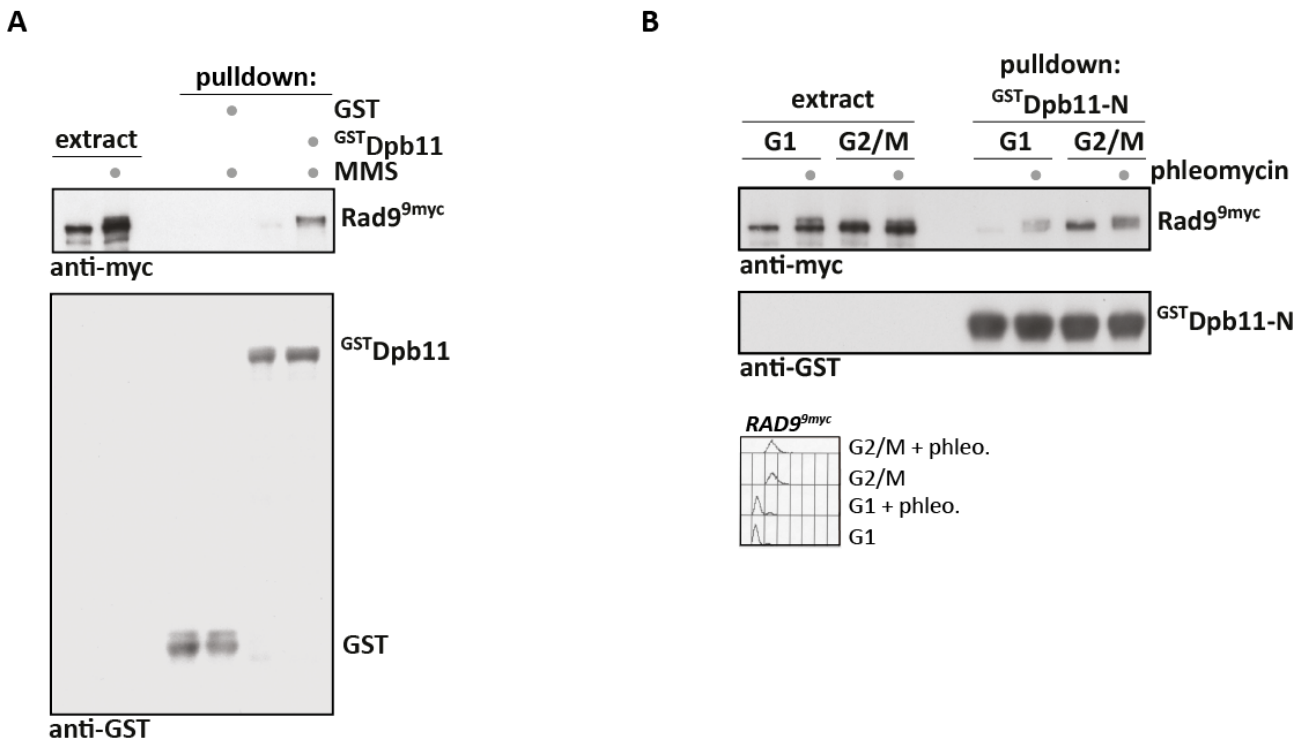 A
pulldown:
GST
extract
GSTDpb11
MMS
Rad99myc
anti-myc
GSTDpb11
GST
anti-GST
B
pulldown:
extract
GSTDpb11-N
G1 G2/M G1 G2/M
phleomycin
Rad99myc
anti-myc
GSTDpb11-N
anti-GST
RAD99myc
G2/M + phleo.
G2/M
G1 + phleo.
G1